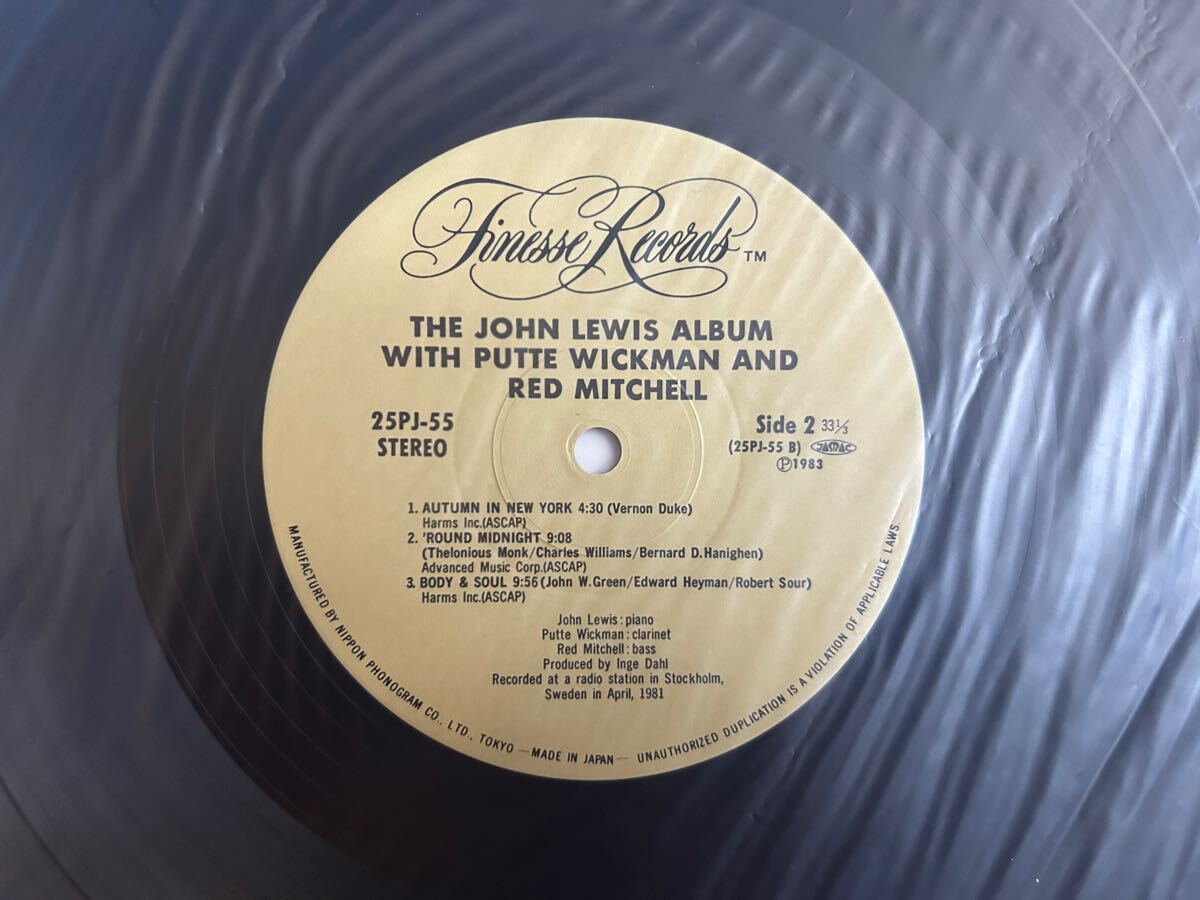 Finesse Records TM
THE JOHN LEWIS ALBUM
WITH PUTTE WICKMAN AND
RED MITCHELL
25PJ-55
STEREO
Side 2 33 1/3
(25PJ-55 B) JASRAC
Ⓟ1983
1. AUTUMN IN NEW YORK 4:30 (Vernon Duke)
Harms Inc.(ASCAP)
2. 'ROUND MIDNIGHT 9:08
(Thelonious Monk/Charles Williams/Bernard D.Hanighen)
Advanced Music Corp.(ASCAP)
3. BODY & SOUL 9:56 (John W.Green/Edward Heyman/Robert Sour)
Harms Inc.(ASCAP)
John Lewis:piano
Putte Wickman:clarinet
Red Mitchell:bass
Produced by Inge Dahl
Recorded at a radio station in Stockholm,
Sweden in April, 1981
MANUFACTURED BY NIPPON PHONOGRAM CO., LTD., TOKYO — MADE IN JAPAN — UNAUTHORIZED DUPLICATION IS A VIOLATION OF APPLICABLE LAWS.